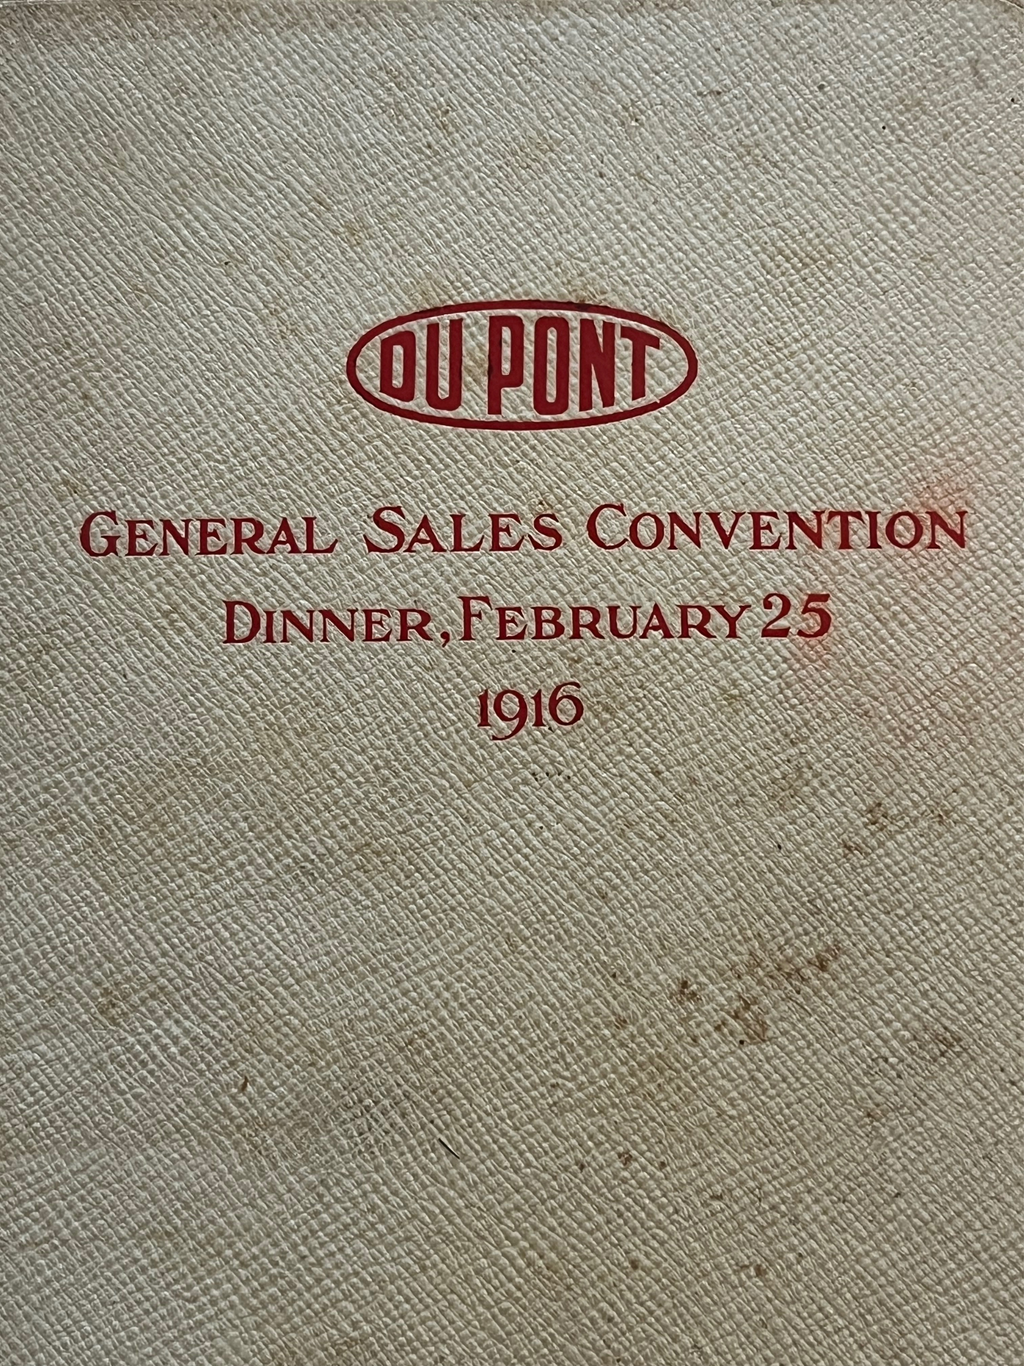 DU PONT
GENERAL SALES CONVENTION
DINNER, FEBRUARY 25
1916